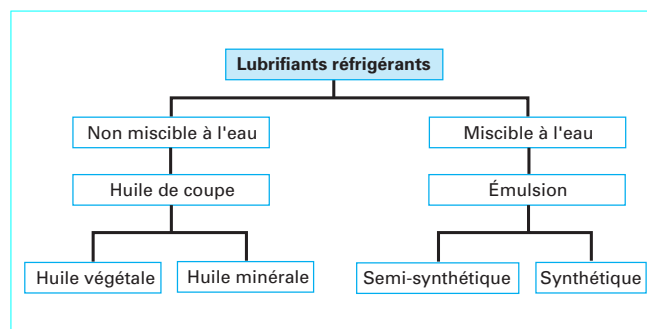 Lubrifiants réfrigérants
Non miscible à l'eau
Miscible à l'eau
Huile de coupe
Émulsion
Huile végétale
Huile minérale
Semi-synthétique
Synthétique